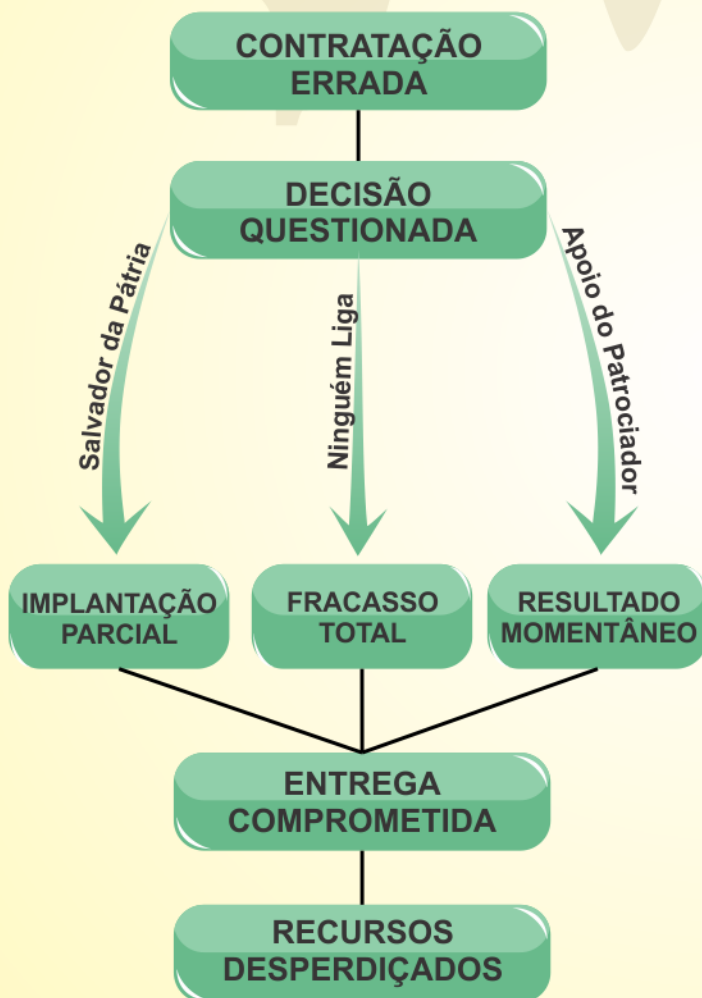 CONTRATAÇÃO
ERRADA
DECISÃO
QUESTIONADA
Salvador da Pátria
Ninguém Liga
Apoio do Patrociador
IMPLANTAÇÃO
PARCIAL
FRACASSO
TOTAL
RESULTADO
MOMENTÂNEO
ENTREGA
COMPROMETIDA
RECURSOS
DESPERDIÇADOS